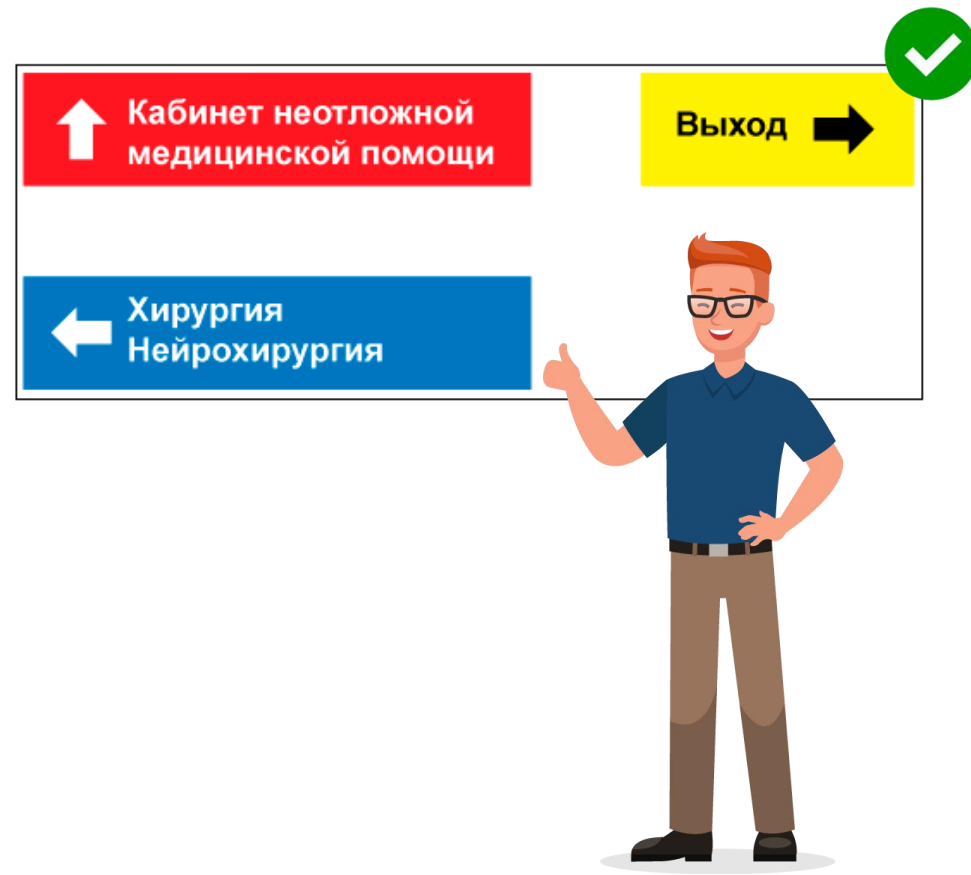 Кабинет неотложной
медицинской помощи
Выход
Хирургия
Нейрохирургия